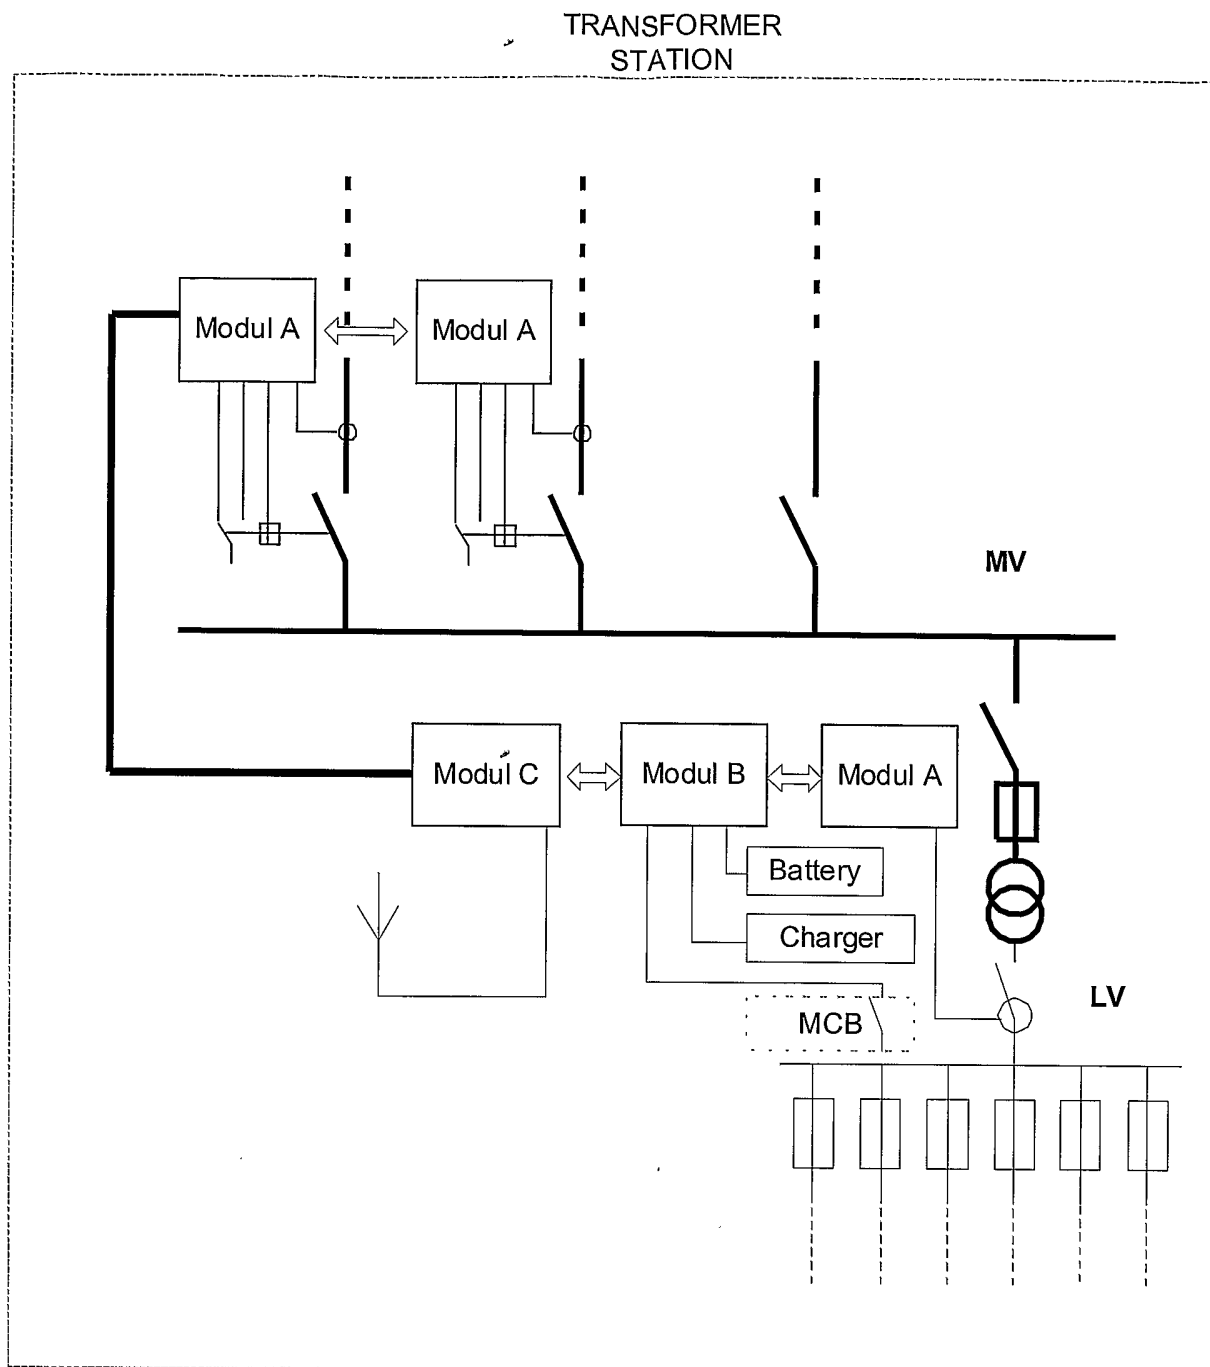 TRANSFORMER
STATION
Modul A
Modul A
MV
Modul C
Modul B
Modul A
Battery
Charger
LV
MCB